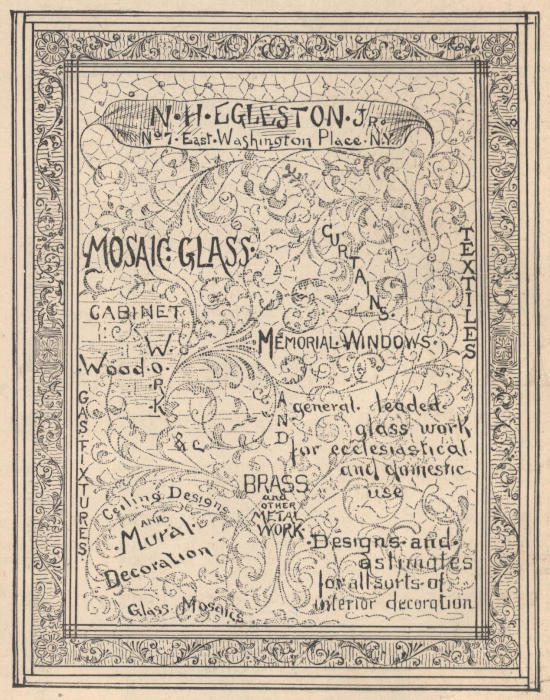 N·H·EGLESTON·JR.
No 7·East·Washington Place·N.Y.
MOSAIC·GLASS·
CURTAINS.
TEXTILES
CABINET
Wood·WORK
&c
·MEMORIAL·WINDOWS·
AND
general· leaded·
glass work
for ecclesiastical·
and domestic
use
GAS FIXTURES.
BRASS
and
OTHER
METAL
WORK·
Ceiling Designs
AND
Mural·
Decoration
Glass Mosaics
·Designs·and·
estimates
for all sorts·of·
interior decoration